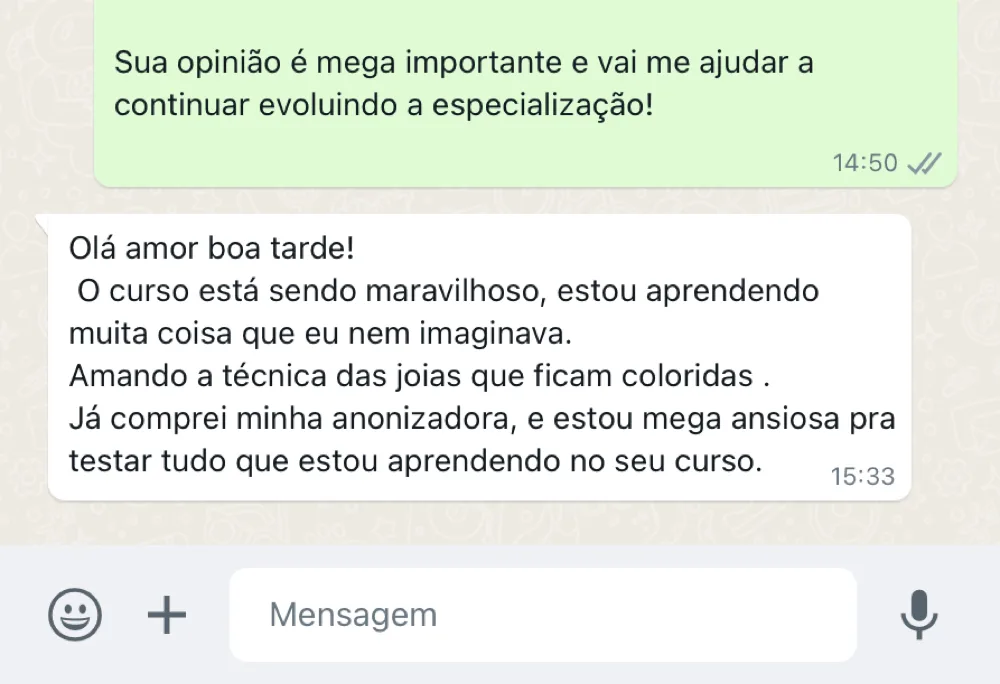 Sua opinião é mega importante e vai me ajudar a
continuar evoluindo a especialização!
14:50
Olá amor boa tarde!
O curso está sendo maravilhoso, estou aprendendo
muita coisa que eu nem imaginava.
Amando a técnica das joias que ficam coloridas .
Já comprei minha anonizadora, e estou mega ansiosa pra
testar tudo que estou aprendendo no seu curso.
15:33
Mensagem